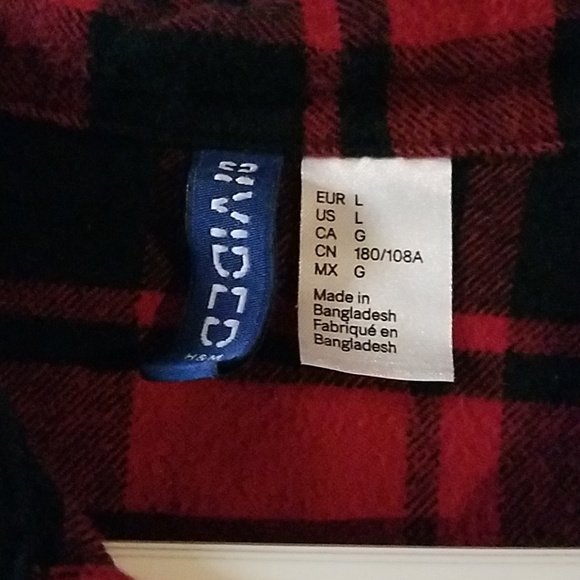 DIVIDED
H&M
EUR L
US L
CA G
CN 180/108A
MX G
Made in
Bangladesh
Fabriqué en
Bangladesh